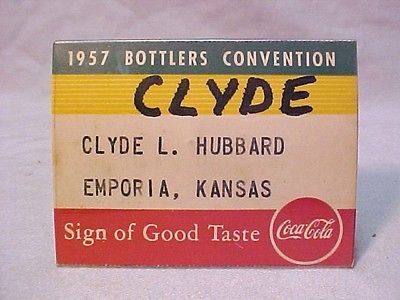 1957 BOTTLERS CONVENTION
CLYDE
CLYDE L. HUBBARD
EMPORIA, KANSAS
Sign of Good Taste Coca-Cola